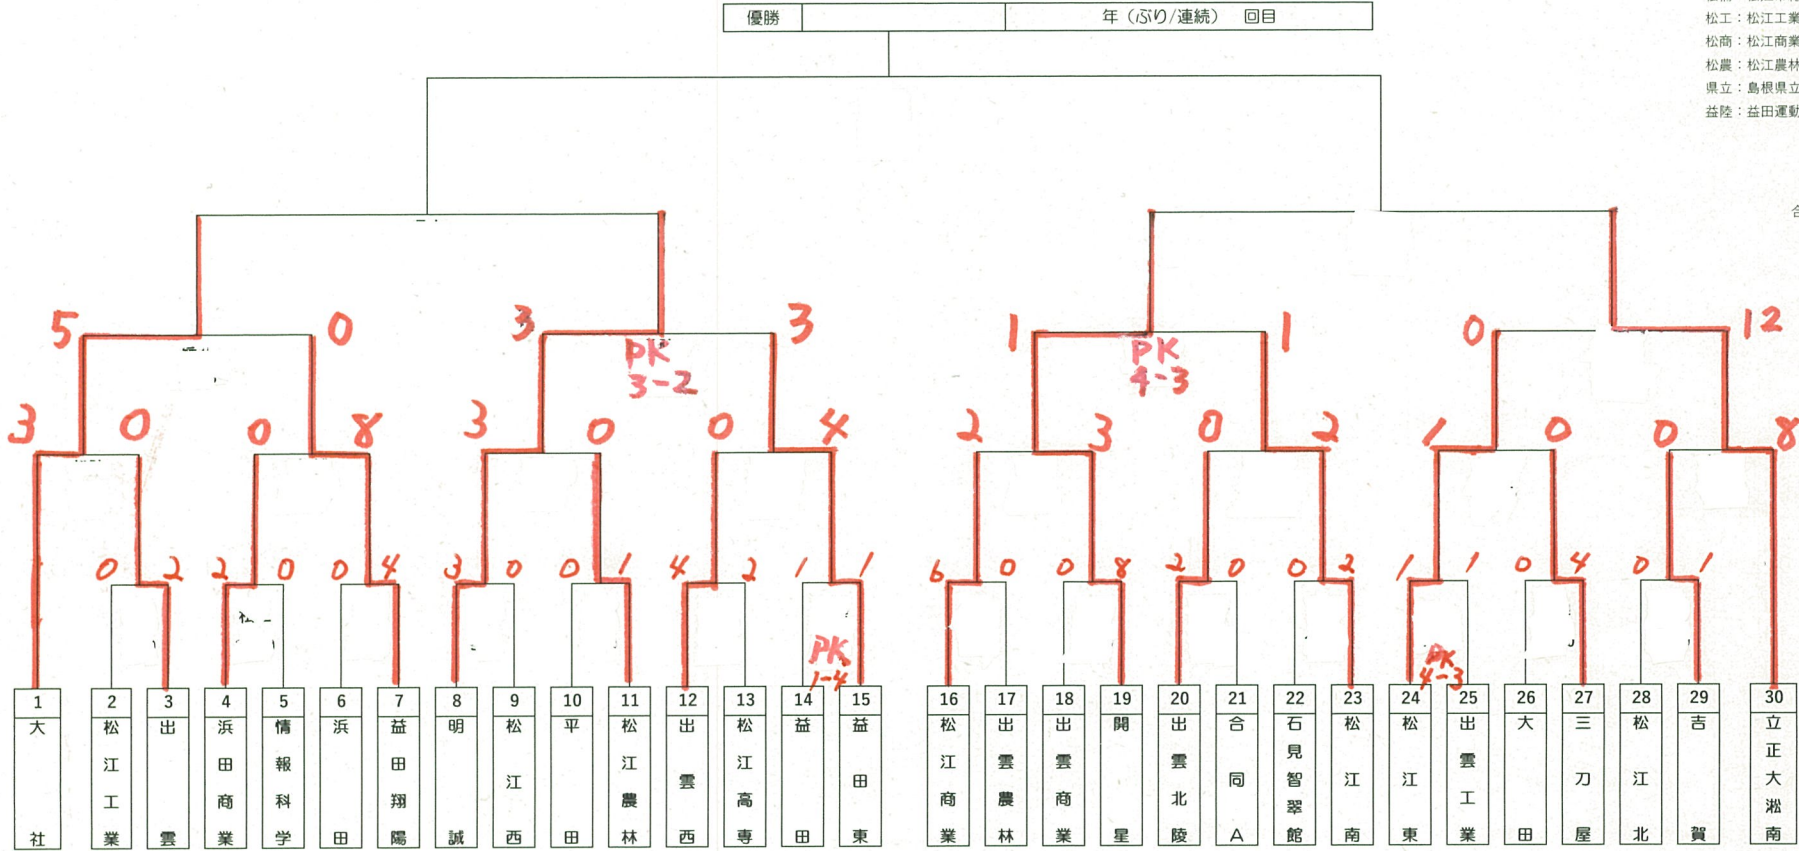 優勝 年（ぶり/連続） 回目
松工：松江工業
松商：松江商業
松農：松江農林
県立：島根県立
益陸：益田運動
5 0 3 3 1 1 0 12
PK PK
3-2 4-3
3 0 0 8 3 0 0 4 2 3 0 2 1 0 0 8
0 2 2 0 0 4 3 0 0 1 4 2 1 1 6 0 0 8 2 0 0 2 1 1 0 4 0 1
PK PK
1-4 4-3
1 2 3 4 5 6 7 8 9 10 11 12 13 14 15 16 17 18 19 20 21 22 23 24 25 26 27 28 29 30
大社
松江工業
出雲
浜田商業
情報科学
浜田
益田翔陽
明誠
松江西
平田
松江農林
出雲西
松江高専
益田
益田東
松江商業
出雲農林
出雲商業
開星
出雲北陵
合同A
石見智翠館
松江南
松江東
出雲工業
大田
三刀屋
松江北
吉賀
立正大淞南